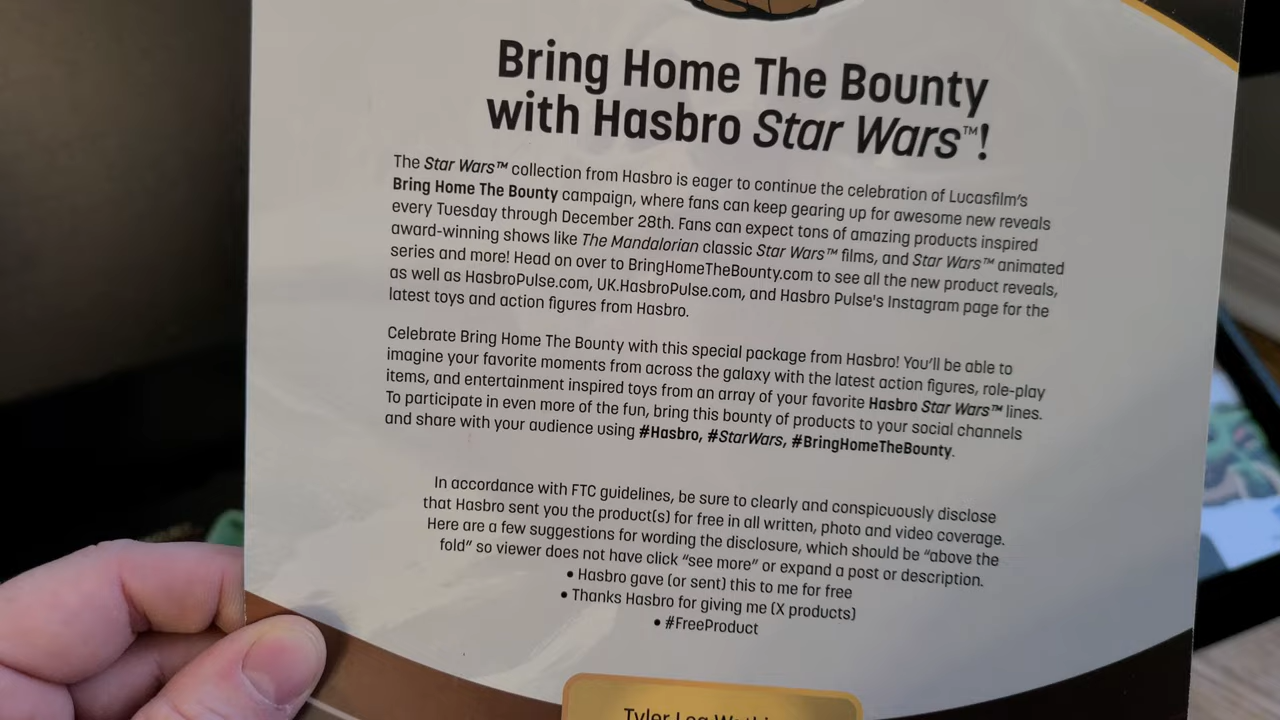 Bring Home The Bounty
with Hasbro Star Wars™!
The Star Wars™ collection from Hasbro is eager to continue the celebration of Lucasfilm's
Bring Home The Bounty campaign, where fans can keep gearing up for awesome new reveals
every Tuesday through December 28th. Fans can expect tons of amazing products inspired
award-winning shows like The Mandalorian classic Star Wars™ films, and Star Wars™ animated
series and more! Head on over to BringHomeTheBounty.com to see all the new product reveals,
as well as HasbroPulse.com, UK.HasbroPulse.com, and Hasbro Pulse's Instagram page for the
latest toys and action figures from Hasbro.
Celebrate Bring Home The Bounty with this special package from Hasbro! You'll be able to
imagine your favorite moments from across the galaxy with the latest action figures, role-play
items, and entertainment inspired toys from an array of your favorite Hasbro Star Wars™ lines.
To participate in even more of the fun, bring this bounty of products to your social channels
and share with your audience using #Hasbro, #StarWars, #BringHomeTheBounty.
In accordance with FTC guidelines, be sure to clearly and conspicuously disclose
that Hasbro sent you the product(s) for free in all written, photo and video coverage.
Here are a few suggestions for wording the disclosure, which should be "above the
fold" so viewer does not have click "see more" or expand a post or description.
• Hasbro gave (or sent) this to me for free
• Thanks Hasbro for giving me (X products)
• #FreeProduct
Tyler